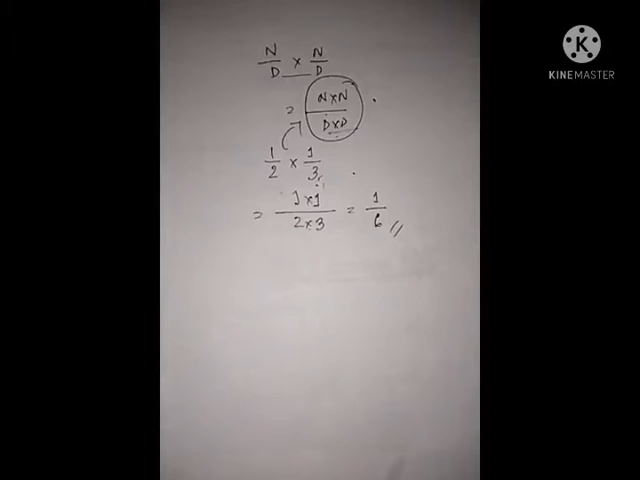 N/D × N/D
= N×N/D×D
1/2 × 1/3
= 1×1/2×3 = 1/6 //
K
KINEMASTER